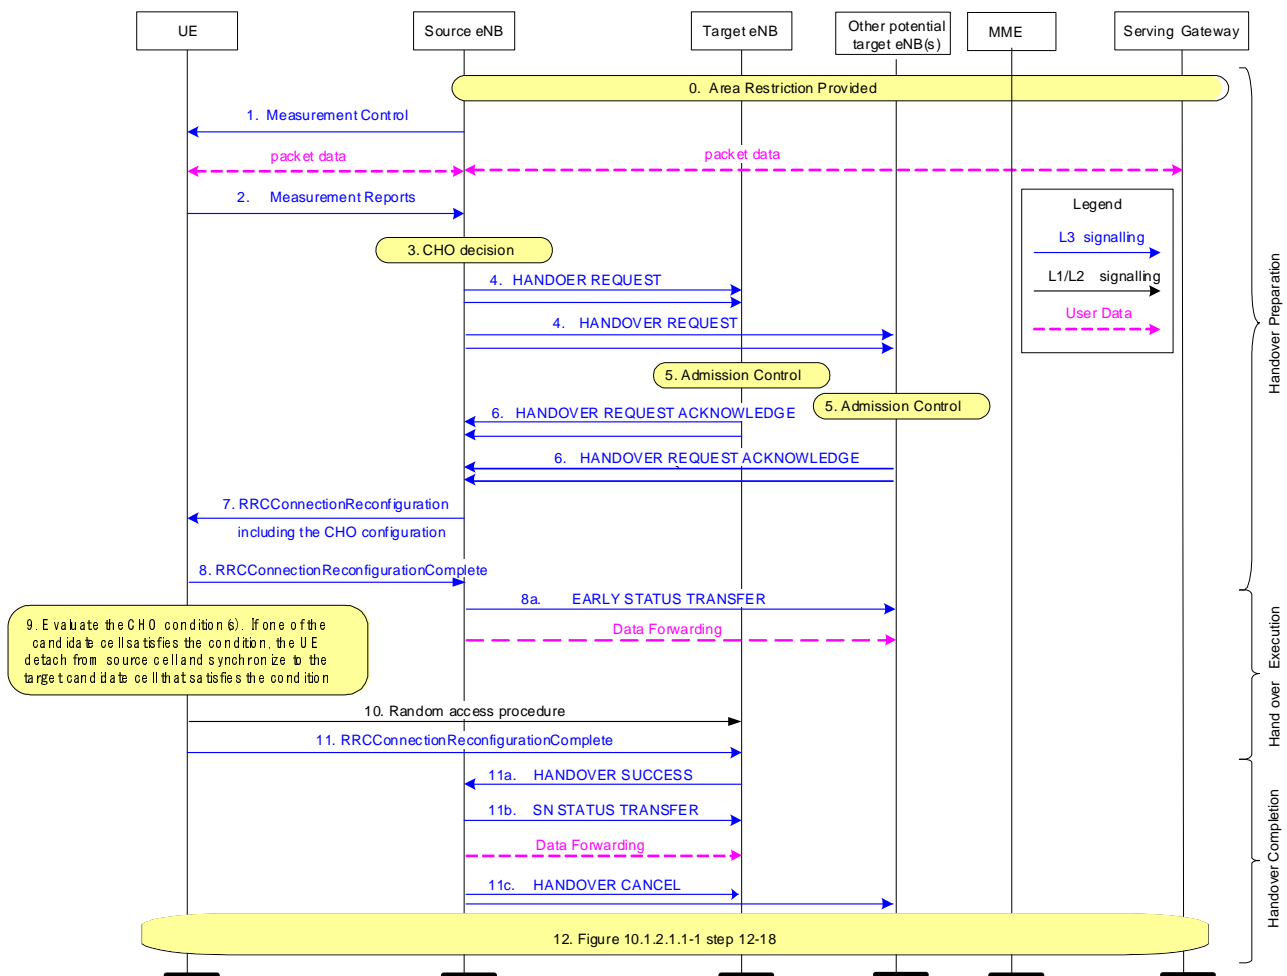 UE
Source eNB
Target eNB
Other potential
target eNB(s)
MME
Serving Gateway
0. Area Restriction Provided
1. Measurement Control
packet data
packet data
2. Measurement Reports
Legend
L3 signalling
L1/L2 signalling
User Data
3. CHO decision
4. HANDOER REQUEST
4. HANDOVER REQUEST
5. Admission Control
5. Admission Control
6. HANDOVER REQUEST ACKNOWLEDGE
6. HANDOVER REQUEST ACKNOWLEDGE
7. RRCConnectionReconfiguration
including the CHO configuration
8. RRCConnectionReconfigurationComplete
Handover Preparation
8a. EARLY STATUS TRANSFER
Data Forwarding
9. Evaluate the CHO condition(s). If one of the
candidate cell satisfies the condition, the UE
detach from source cell and synchronize to the
target candidate cell that satisfies the condition
10. Random access procedure
11. RRCConnectionReconfigurationComplete
Hand over Execution
11a. HANDOVER SUCCESS
11b. SN STATUS TRANSFER
Data Forwarding
11c. HANDOVER CANCEL
Handover Completion
12. Figure 10.1.2.1.1-1 step 12-18